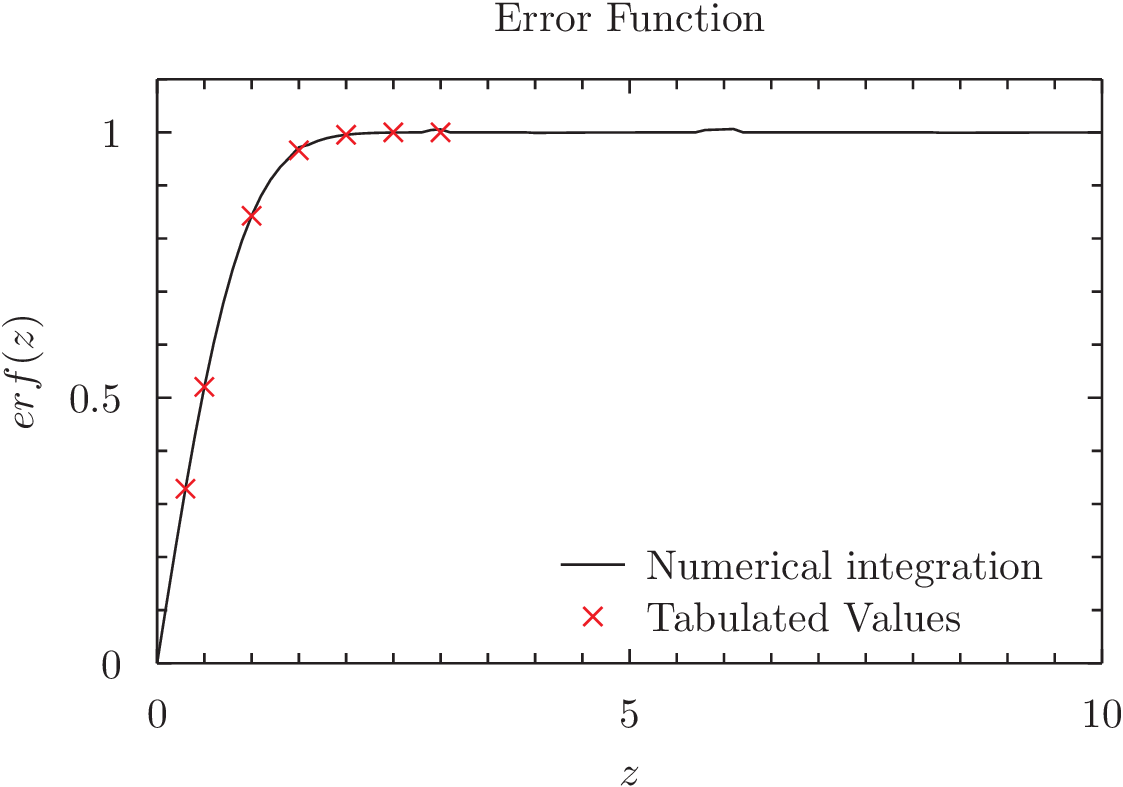 Error Function
1
0.5
0
erf(z)
Numerical integration
Tabulated Values
0
5
10
z